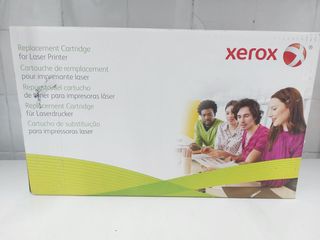 Replacement Cartridge
for Laser Printer
Cartouche de remplacement
pour imprimante laser
Repuesto del cartucho
de tóner para impresoras láser
Replacement Cartridge
für Laserdrucker
Cartucho de substituição
para impressoras láser
xerox